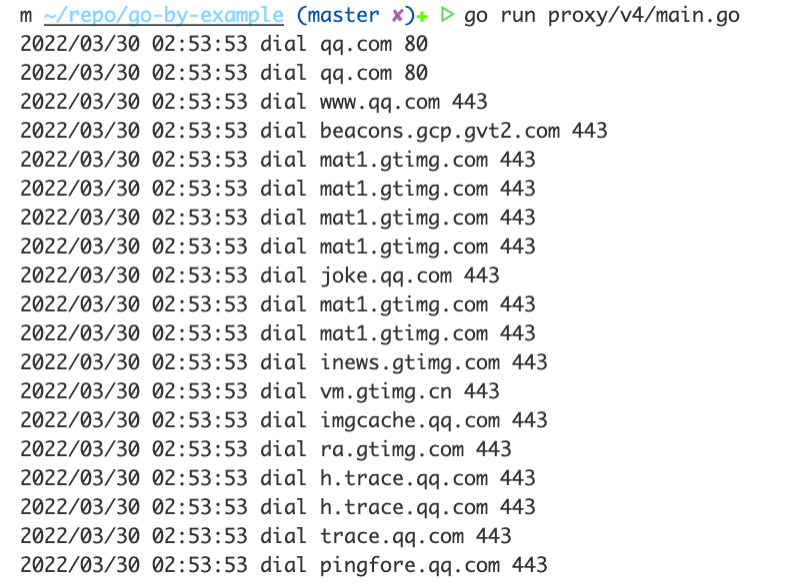 m ~/repo/go-by-example (master ✘)✚ ▷ go run proxy/v4/main.go
2022/03/30 02:53:53 dial qq.com 80
2022/03/30 02:53:53 dial qq.com 80
2022/03/30 02:53:53 dial www.qq.com 443
2022/03/30 02:53:53 dial beacons.gcp.gvt2.com 443
2022/03/30 02:53:53 dial mat1.gtimg.com 443
2022/03/30 02:53:53 dial mat1.gtimg.com 443
2022/03/30 02:53:53 dial mat1.gtimg.com 443
2022/03/30 02:53:53 dial mat1.gtimg.com 443
2022/03/30 02:53:53 dial joke.qq.com 443
2022/03/30 02:53:53 dial mat1.gtimg.com 443
2022/03/30 02:53:53 dial mat1.gtimg.com 443
2022/03/30 02:53:53 dial inews.gtimg.com 443
2022/03/30 02:53:53 dial vm.gtimg.cn 443
2022/03/30 02:53:53 dial imgcache.qq.com 443
2022/03/30 02:53:53 dial ra.gtimg.com 443
2022/03/30 02:53:53 dial h.trace.qq.com 443
2022/03/30 02:53:53 dial h.trace.qq.com 443
2022/03/30 02:53:53 dial trace.qq.com 443
2022/03/30 02:53:53 dial pingfore.qq.com 443